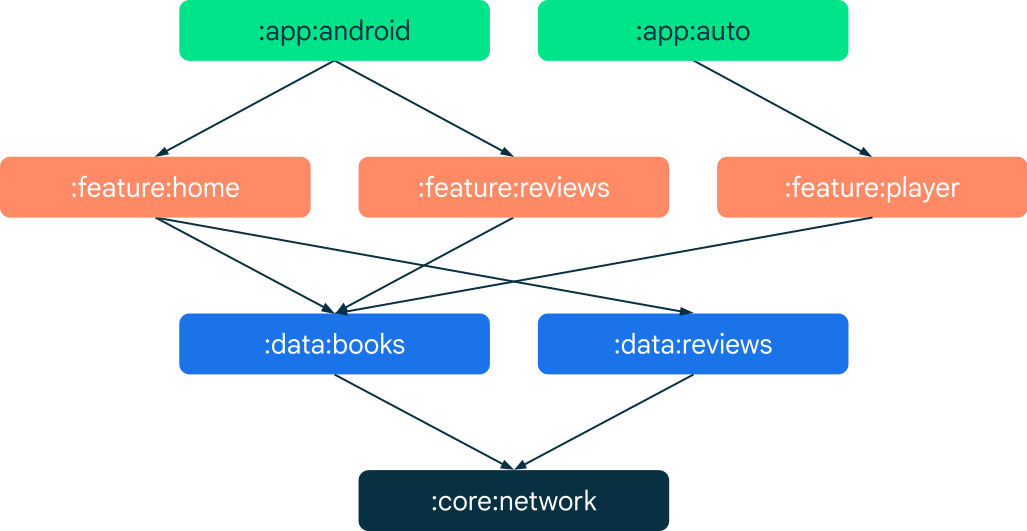 :app:android
:app:auto
:feature:home
:feature:reviews
:feature:player
:data:books
:data:reviews
:core:network